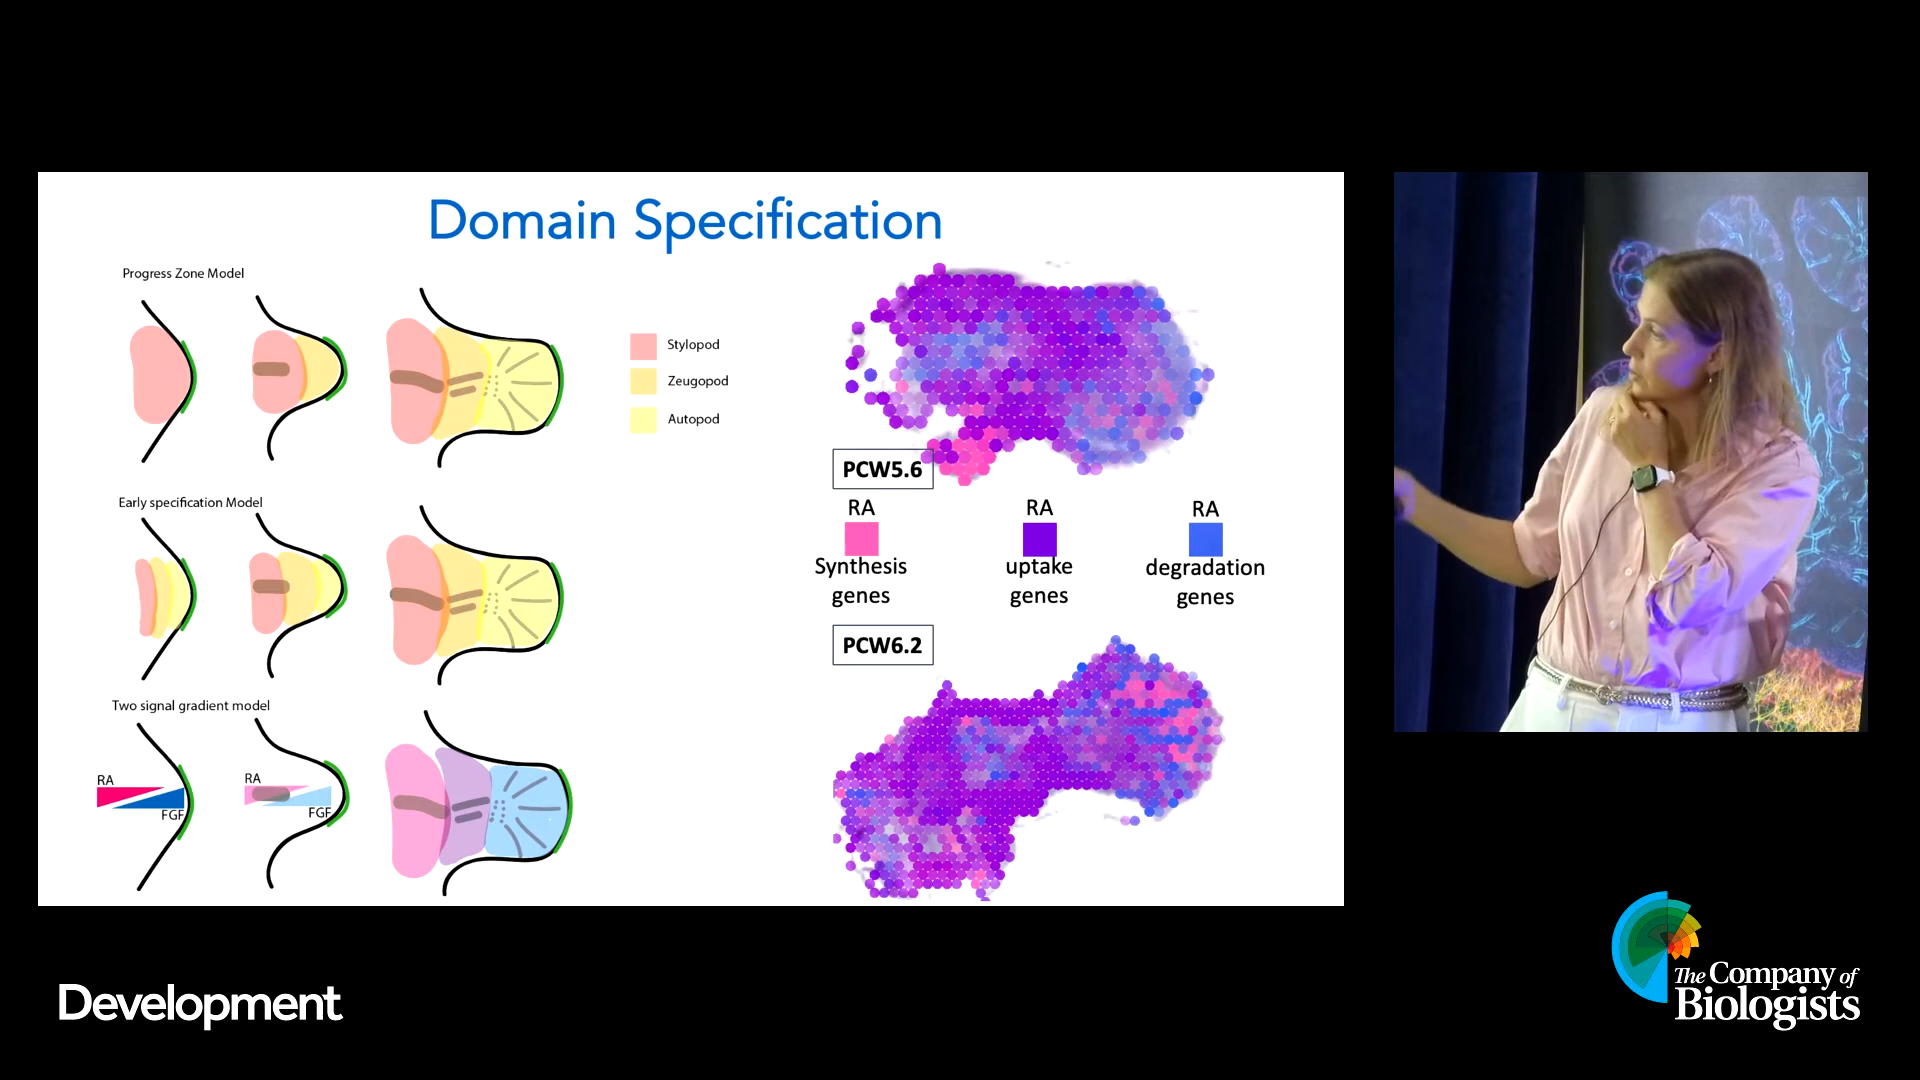 Domain Specification
Progress Zone Model
Stylopod
Zeugopod
Autopod
Early specification Model
Two signal gradient model
RA
FGF
RA
FGF
PCW5.6
RA
Synthesis
genes
RA
uptake
genes
RA
degradation
genes
PCW6.2
Development
The Company of
Biologists